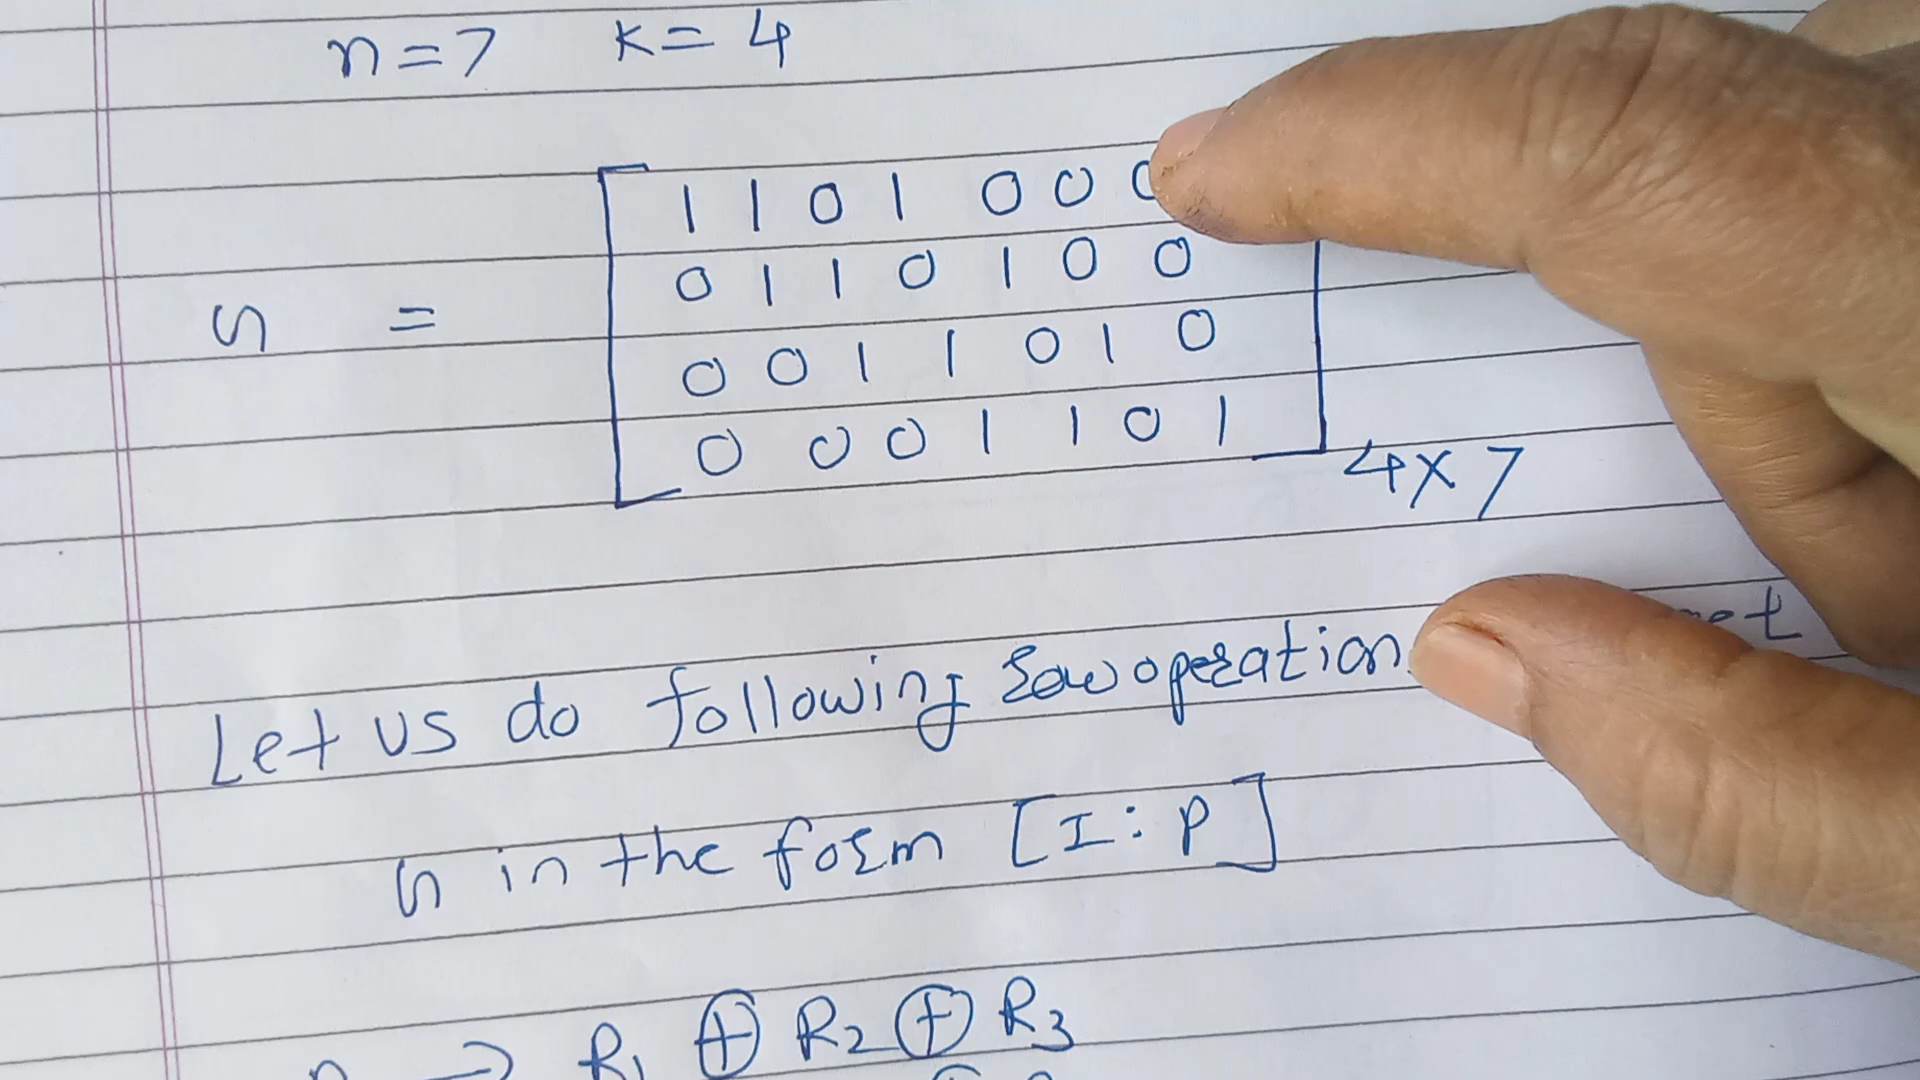 n=7 k=4
1 1 0 1 0 0 0
0 1 1 0 1 0 0
G =
0 0 1 1 0 1 0
0 0 0 1 1 0 1
4x7
Let us do following row operation
G in the form [I:P]
→ R1 ⊕ R2 ⊕ R3